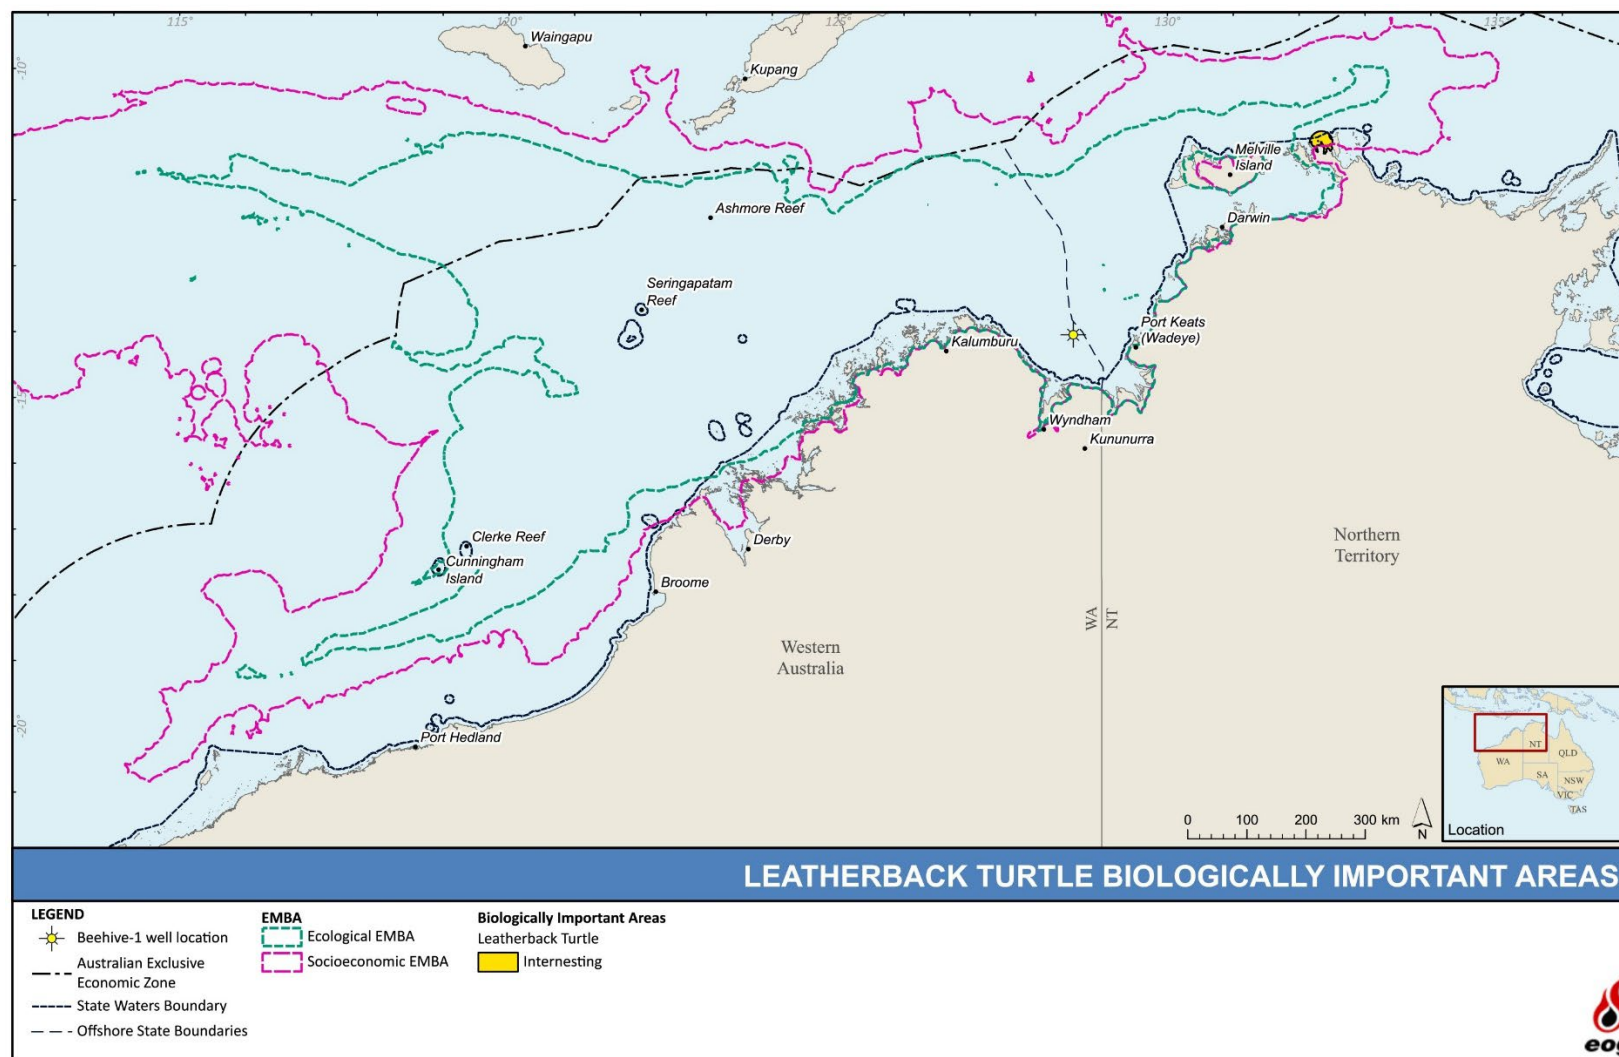 115°
120°
125°
130°
135°
-10°
-15°
-20°
Waingapu
Kupang
Melville
Island
Ashmore Reef
Darwin
Seringapatam
Reef
Port Keats
(Wadeye)
Kalumburu
Wyndham
Kununurra
Clerke Reef
Cunningham
Island
Derby
Broome
Northern
Territory
WA
NT
Western
Australia
Port Hedland
0 100 200 300 km
N
WA
NT
QLD
SA
NSW
VIC
TAS
Location
LEATHERBACK TURTLE BIOLOGICALLY IMPORTANT AREAS
LEGEND
Beehive-1 well location
Australian Exclusive
Economic Zone
State Waters Boundary
Offshore State Boundaries
EMBA
Ecological EMBA
Socioeconomic EMBA
Biologically Important Areas
Leatherback Turtle
Internesting